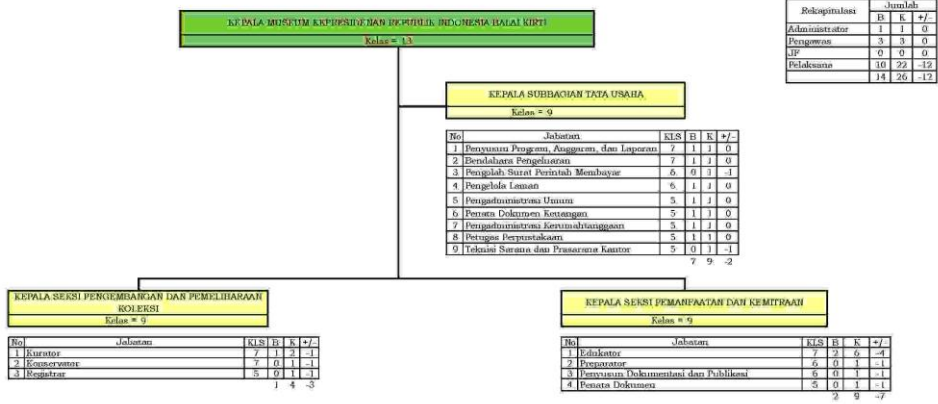 KEPALA MUSEUM KEPRESIDENAN REPUBLIK INDONESIA BALAI KIRTI
Kelas = 13
Rekapitulasi Jumlah
B K +/-
Administrator 1 1 0
Pengawas 3 3 0
JF 0 0 0
Pelaksana 10 22 -12
14 26 -12
KEPALA SUBBAGIAN TATA USAHA
Kelas = 9
No Jabatan KLS B K +/-
1 Penyusun Program, Anggaran, dan Laporan 7 1 1 0
2 Bendahara Pengeluaran 7 1 1 0
3 Pengolah Surat Perintah Membayar 6 0 1 -1
4 Pengelola Laman 6 1 1 0
5 Pengadministrasi Umum 5 1 1 0
6 Penata Dokumen Keuangan 5 1 1 0
7 Pengadministrasi Kerumahtanggaan 5 1 1 0
8 Petugas Perpustakaan 5 1 1 0
9 Teknisi Sarana dan Prasarana Kantor 5 0 1 -1
7 9 -2
KEPALA SEKSI PENGEMBANGAN DAN PEMELIHARAAN
KOLEKSI
Kelas = 9
No Jabatan KLS B K +/-
1 Kurator 7 1 2 -1
2 Konservator 7 0 1 -1
3 Registrar 5 0 1 -1
1 4 -3
KEPALA SEKSI PEMANFAATAN DAN KEMITRAAN
Kelas = 9
No Jabatan KLS B K +/-
1 Edukator 7 2 6 -4
2 Preparator 6 0 1 -1
3 Penyusun Dokumentasi dan Publikasi 6 0 1 -1
4 Penata Dokumen 5 0 1 -1
2 9 -7